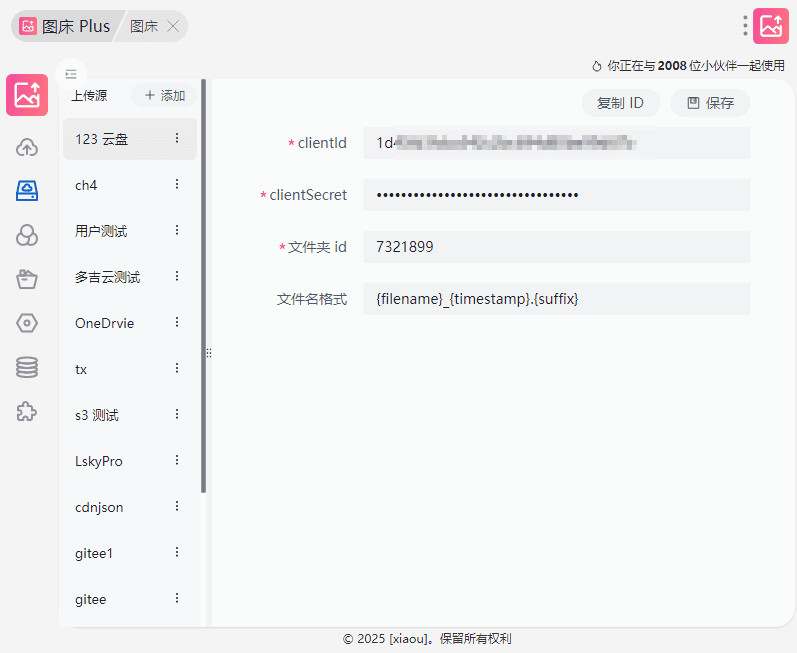 图床 Plus
图床
你正在与 2008 位小伙伴一起使用
上传源
添加
复制 ID
保存
123 云盘
ch4
用户测试
多吉云测试
OneDrvie
tx
s3 测试
LskyPro
cdnjson
gitee1
gitee
* clientId
* clientSecret
••••••••••••••••••••••••••••••••
* 文件夹 id
7321899
文件名格式
{filename}_{timestamp}.{suffix}
© 2025 [xiaou]。保留所有权利